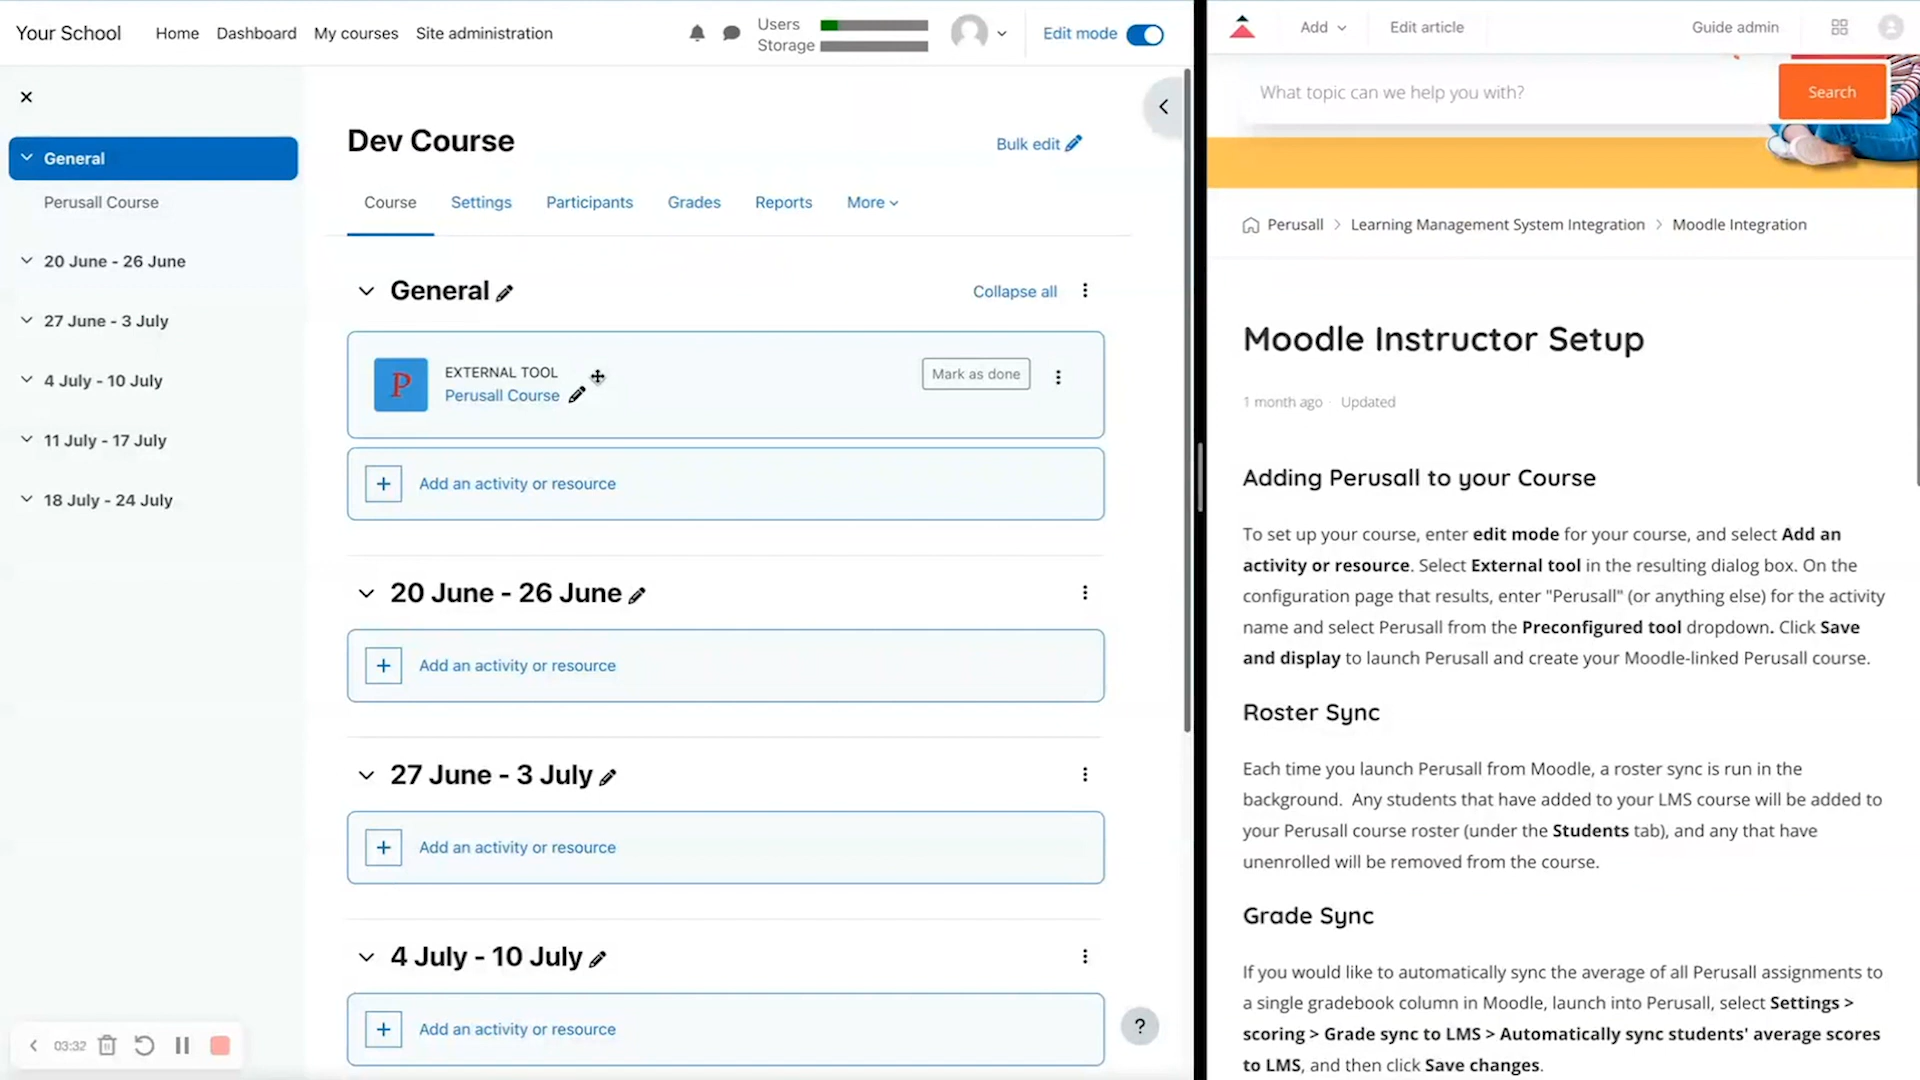 Your School
Home
Dashboard
My courses
Site administration
Users
Storage
Edit mode
General
Perusall Course
20 June - 26 June
27 June - 3 July
4 July - 10 July
11 July - 17 July
18 July - 24 July
Dev Course
Bulk edit
Course
Settings
Participants
Grades
Reports
More
General
Collapse all
P
EXTERNAL TOOL
Perusall Course
Mark as done
Add an activity or resource
20 June - 26 June
Add an activity or resource
27 June - 3 July
Add an activity or resource
4 July - 10 July
Add an activity or resource
?
03:32
Add
Edit article
Guide admin
What topic can we help you with?
Search
Perusall > Learning Management System Integration > Moodle Integration
Moodle Instructor Setup
1 month ago · Updated
Adding Perusall to your Course
To set up your course, enter edit mode for your course, and select Add an
activity or resource. Select External tool in the resulting dialog box. On the
configuration page that results, enter "Perusall" (or anything else) for the activity
name and select Perusall from the Preconfigured tool dropdown. Click Save
and display to launch Perusall and create your Moodle-linked Perusall course.
Roster Sync
Each time you launch Perusall from Moodle, a roster sync is run in the
background. Any students that have added to your LMS course will be added to
your Perusall course roster (under the Students tab), and any that have
unenrolled will be removed from the course.
Grade Sync
If you would like to automatically sync the average of all Perusall assignments to
a single gradebook column in Moodle, launch into Perusall, select Settings >
scoring > Grade sync to LMS > Automatically sync students' average scores
to LMS, and then click Save changes.